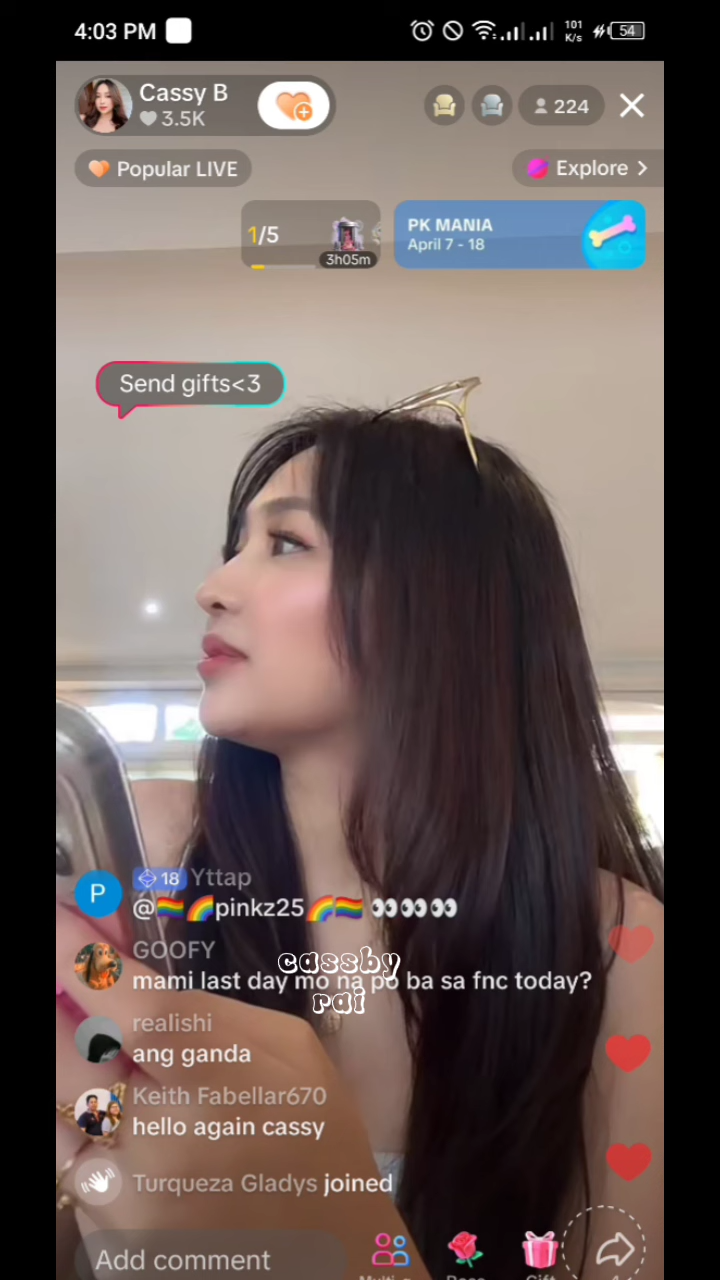 4:03 PM
101
K/s
54
Cassy B
3.5K
224
Popular LIVE
Explore >
1/5
3h05m
PK MANIA
April 7 - 18
Send gifts<3
P
18 Yttap
@🏳️‍🌈🌈pinkz25🌈🏳️‍🌈 👀👀👀
GOOFY
mami last day mo na po ba sa fnc today?
cassby
rai
realishi
ang ganda
Keith Fabellar670
hello again cassy
Turqueza Gladys joined
Add comment